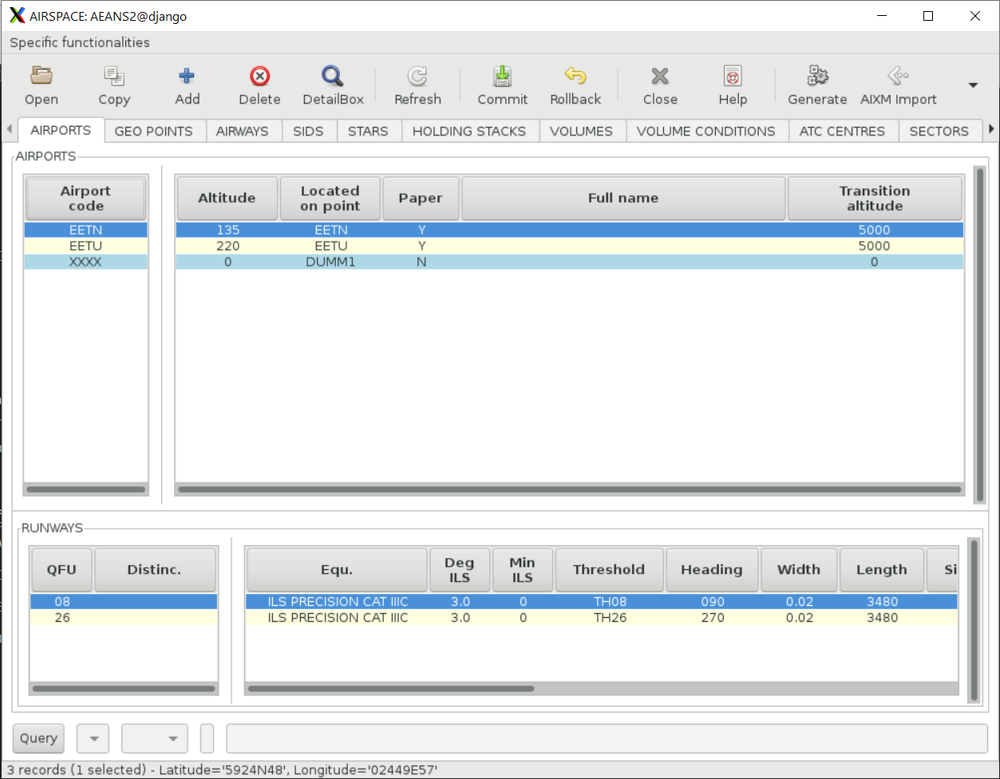 AIRSPACE: AEANS2@django
Specific functionalities
Open Copy Add Delete DetailBox Refresh Commit Rollback Close Help Generate AIXM Import
AIRPORTS GEO POINTS AIRWAYS SIDS STARS HOLDING STACKS VOLUMES VOLUME CONDITIONS ATC CENTRES SECTORS
AIRPORTS
Airport code Altitude Located on point Paper Full name Transition altitude
EETN 135 EETN Y 5000
EETU 220 EETU Y 5000
XXXX 0 DUMM1 N 0
RUNWAYS
QFU Distinc. Equ. Deg ILS Min ILS Threshold Heading Width Length Si
08 ILS PRECISION CAT IIIC 3.0 0 TH08 090 0.02 3480
26 ILS PRECISION CAT IIIC 3.0 0 TH26 270 0.02 3480
Query
3 records (1 selected) - Latitude='5924N48', Longitude='02449E57'